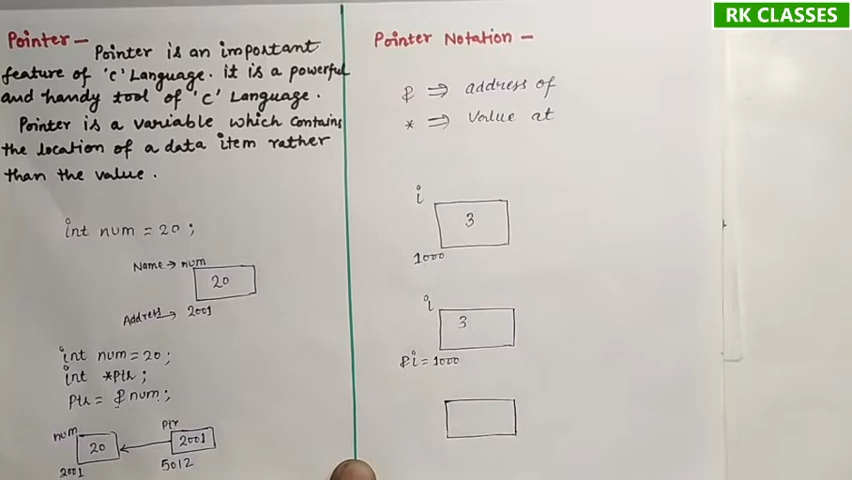 RK CLASSES
Pointer - Pointer is an important
feature of 'C' Language. it is a powerful
and handy tool of 'C' Language.
Pointer is a variable which contains
the location of a data item rather
than the value.
int num = 20 ;
Name → num
20
Address → 2001
int num = 20 ;
int *Ptr ;
Ptr = & num ;
num
20
2001
Ptr
2001
5012
Pointer Notation -
& ⇒ address of
* ⇒ Value at
i
3
1000
i
3
&i = 1000